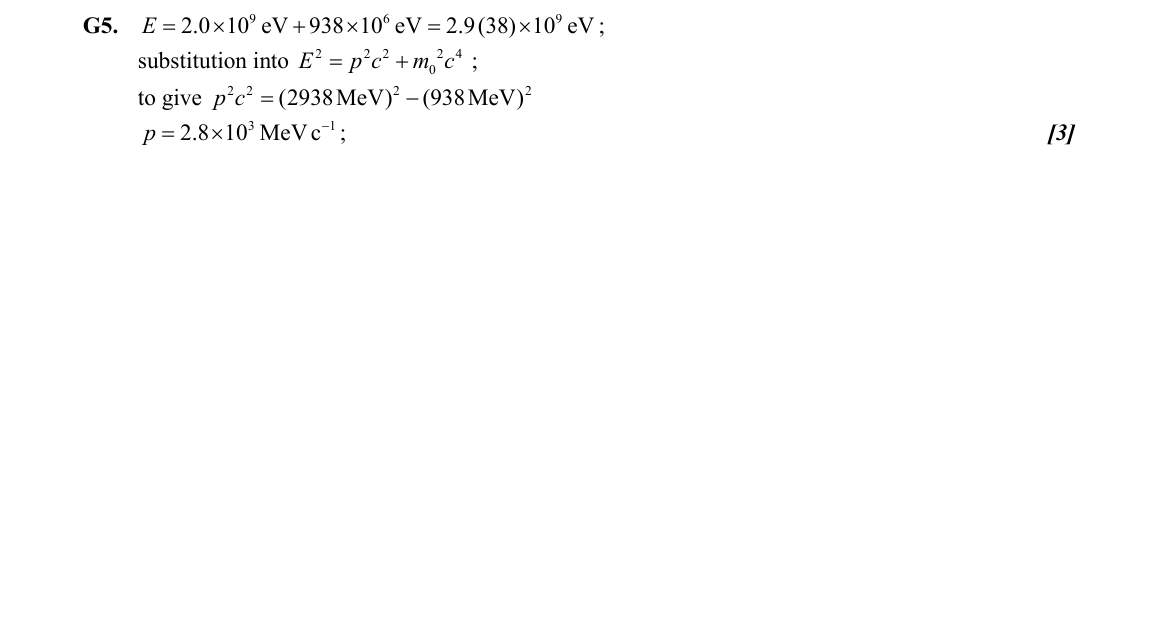 G5. E = 2.0×10⁹ eV + 938×10⁶ eV = 2.9(38)×10⁹ eV ;
substitution into E² = p²c² + m₀²c⁴ ;
to give p²c² = (2938 MeV)² − (938 MeV)²
p = 2.8×10³ MeV c⁻¹ ; [3]